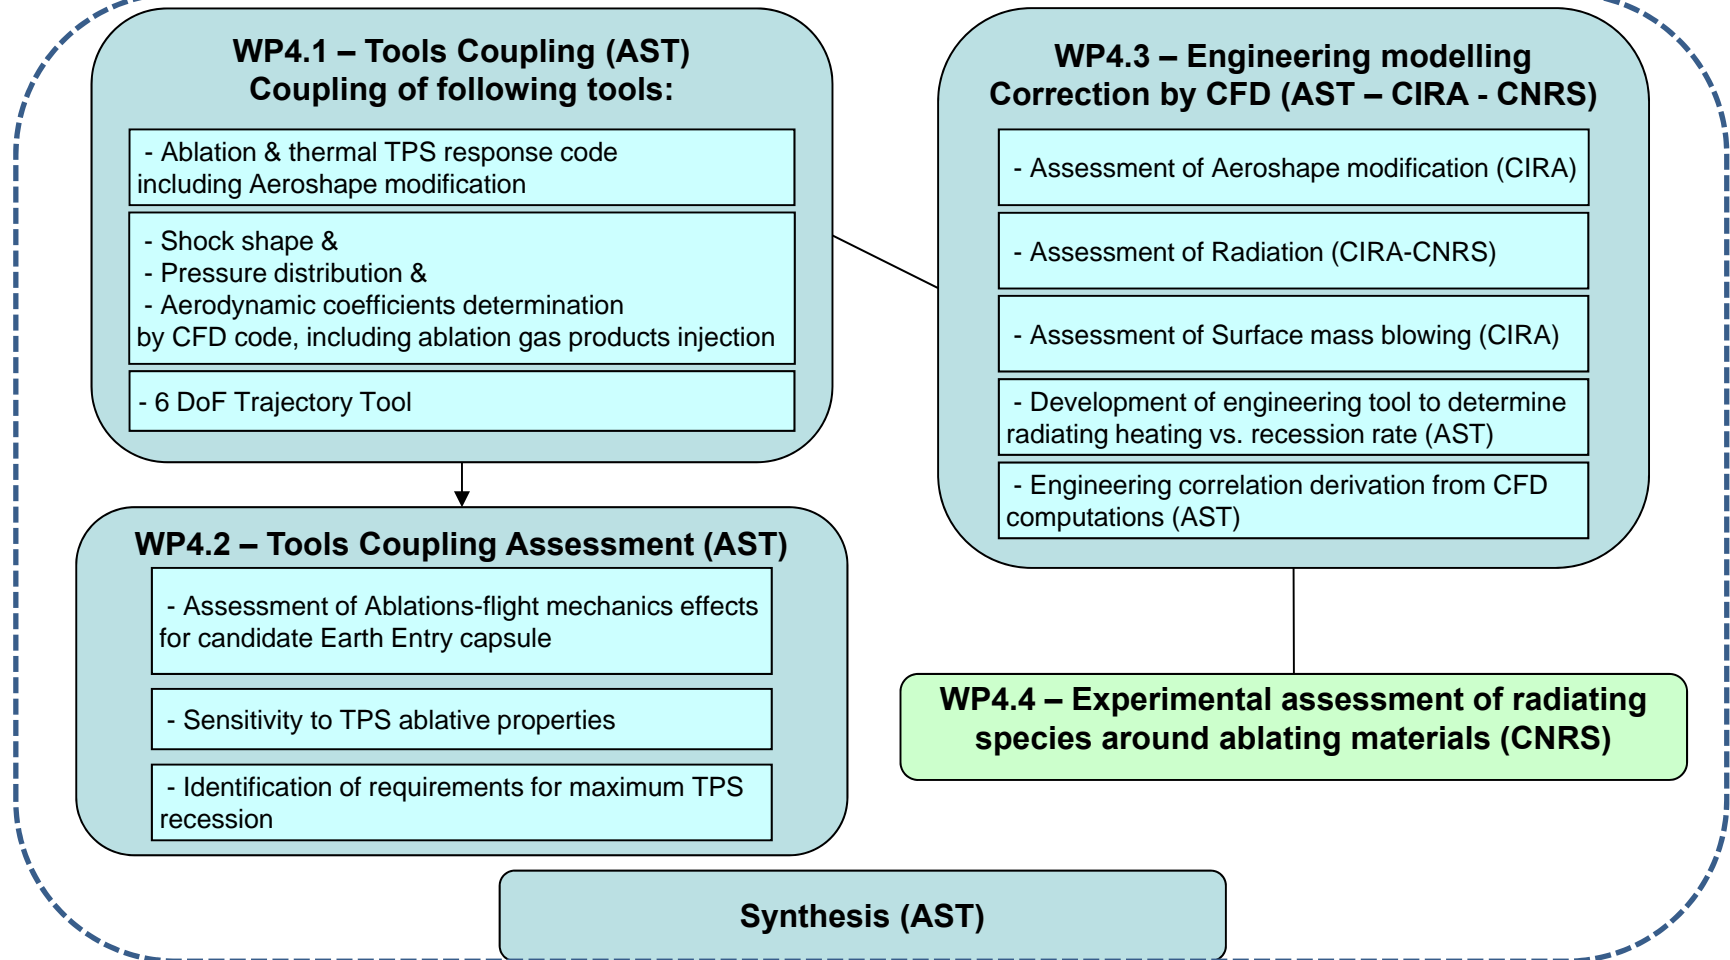 WP4.1 – Tools Coupling (AST)
Coupling of following tools:
- Ablation & thermal TPS response code
including Aeroshape modification
- Shock shape &
- Pressure distribution &
- Aerodynamic coefficients determination
by CFD code, including ablation gas products injection
- 6 DoF Trajectory Tool
WP4.2 – Tools Coupling Assessment (AST)
- Assessment of Ablations-flight mechanics effects
for candidate Earth Entry capsule
- Sensitivity to TPS ablative properties
- Identification of requirements for maximum TPS
recession
WP4.3 – Engineering modelling
Correction by CFD (AST – CIRA - CNRS)
- Assessment of Aeroshape modification (CIRA)
- Assessment of Radiation (CIRA-CNRS)
- Assessment of Surface mass blowing (CIRA)
- Development of engineering tool to determine
radiating heating vs. recession rate (AST)
- Engineering correlation derivation from CFD
computations (AST)
WP4.4 – Experimental assessment of radiating
species around ablating materials (CNRS)
Synthesis (AST)